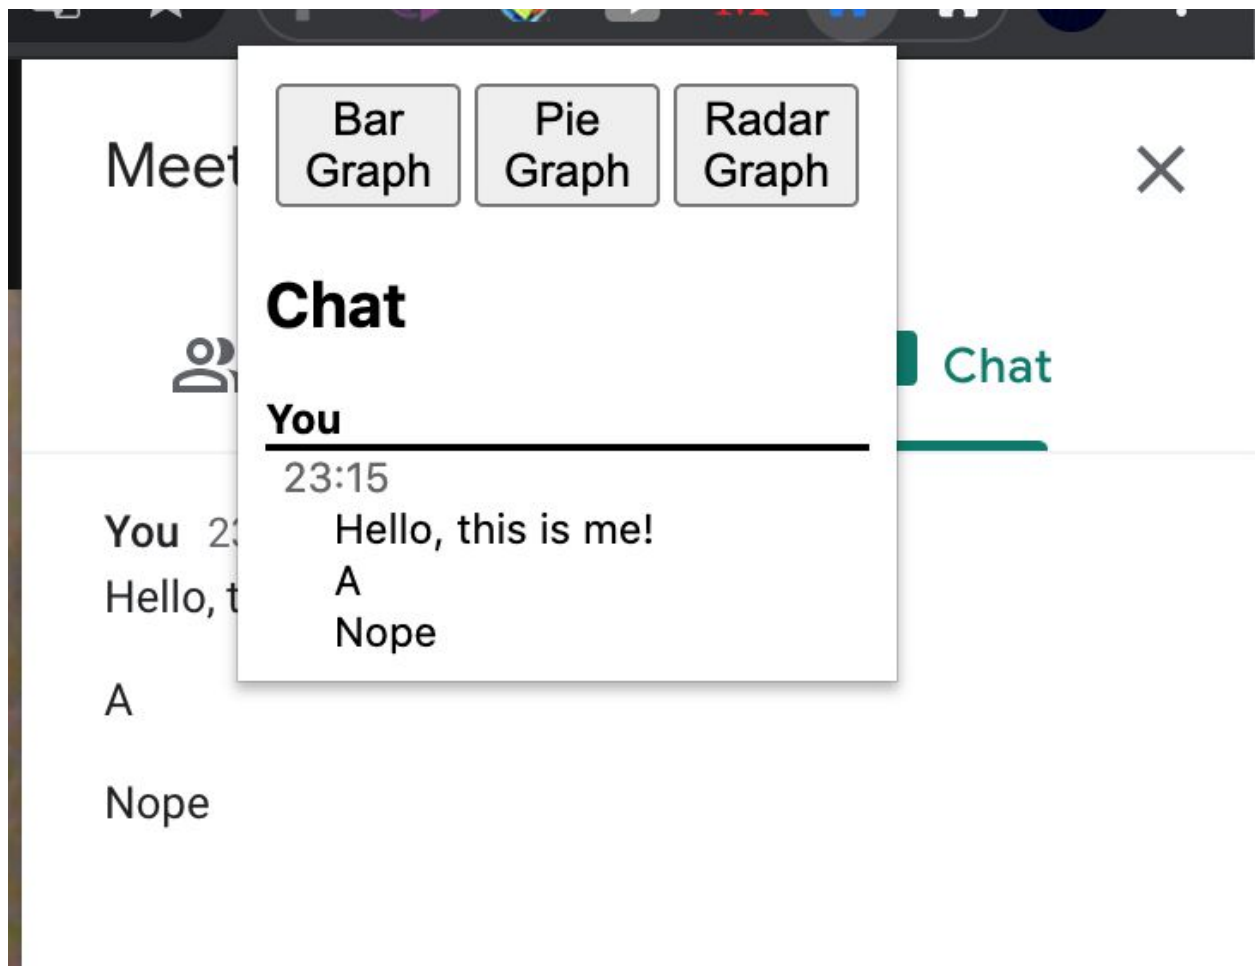 Bar
Graph
Pie
Graph
Radar
Graph
Meet
Chat
Chat
You
23:15
Hello, this is me!
A
Nope
You
Hello,
A
Nope